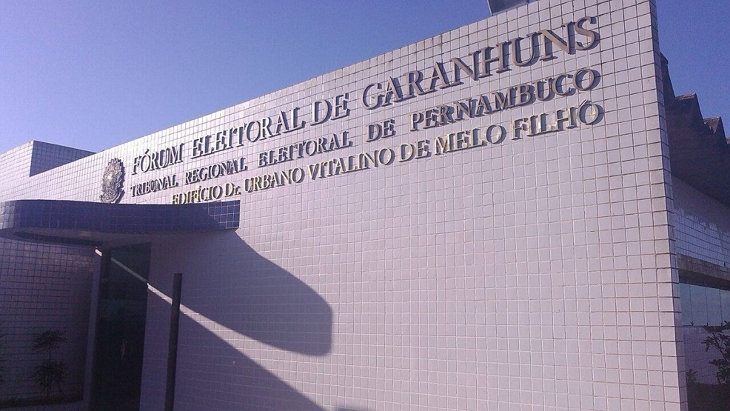 FÓRUM ELEITORAL DE GARANHUNS
TRIBUNAL REGIONAL ELEITORAL DE PERNAMBUCO
EDIFÍCIO Dr. URBANO VITALINO DE MELO FILHO